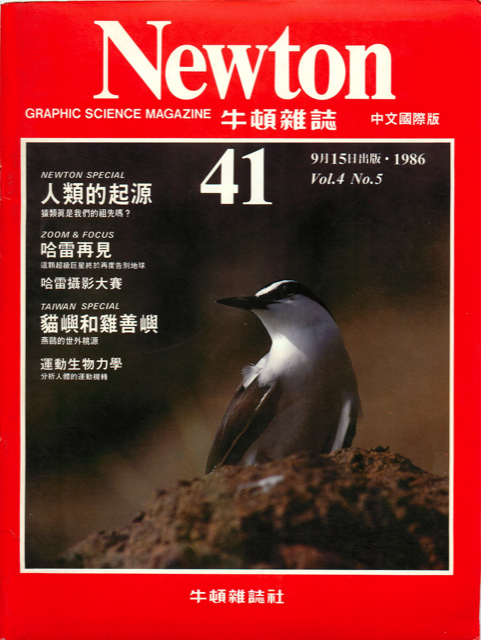 Newton
GRAPHIC SCIENCE MAGAZINE 牛頓雜誌 中文國際版
41
9月15日出版・1986
Vol.4 No.5
NEWTON SPECIAL
人類的起源
猿類眞是我們的祖先嗎？
ZOOM & FOCUS
哈雷再見
這顆超級巨星終於再度告別地球
哈雷攝影大賽
TAIWAN SPECIAL
貓嶼和雞善嶼
燕鷗的世外桃源
運動生物力學
分析人體的運動機轉
牛頓雜誌社